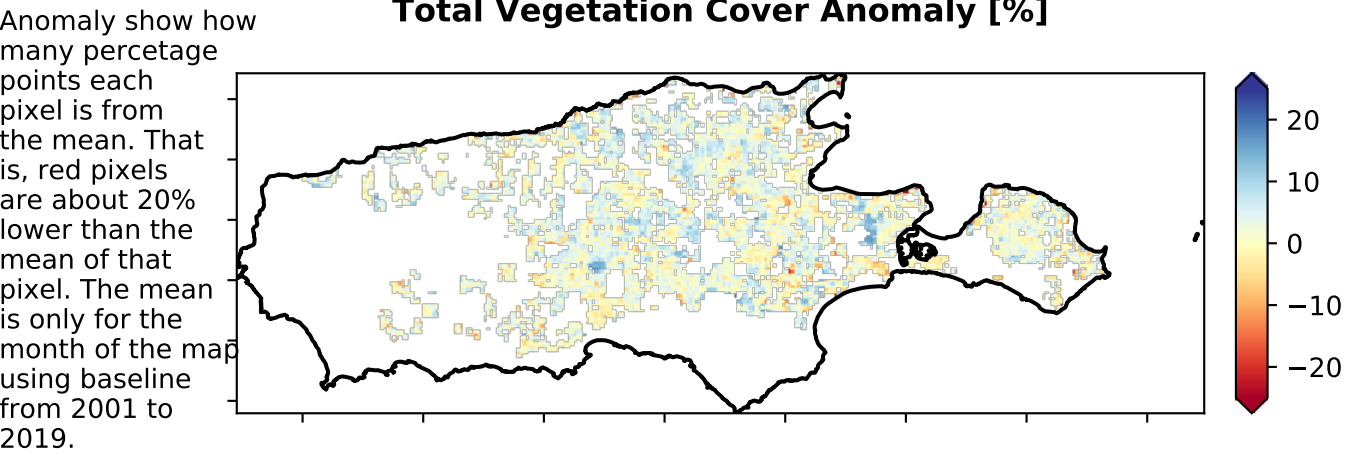 Total Vegetation Cover Anomaly [%]
Anomaly show how
many percetage
points each
pixel is from
the mean. That
is, red pixels
are about 20%
lower than the
mean of that
pixel. The mean
is only for the
month of the map
using baseline
from 2001 to
2019.
20
10
0
−10
−20